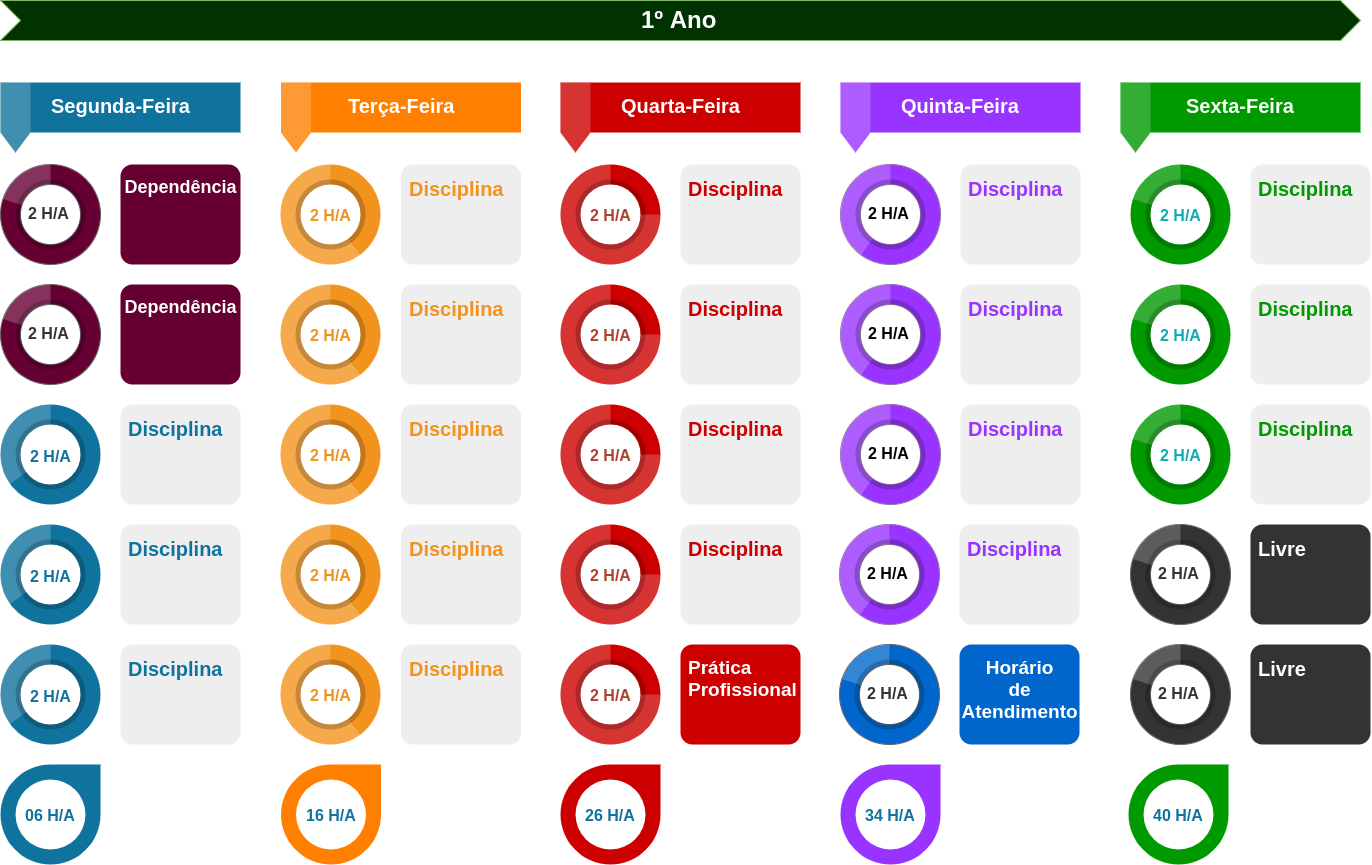 1º Ano
Segunda-Feira
Terça-Feira
Quarta-Feira
Quinta-Feira
Sexta-Feira
2 H/A
Dependência
2 H/A
Disciplina
2 H/A
Disciplina
2 H/A
Disciplina
2 H/A
Disciplina
2 H/A
Dependência
2 H/A
Disciplina
2 H/A
Disciplina
2 H/A
Disciplina
2 H/A
Disciplina
2 H/A
Disciplina
2 H/A
Disciplina
2 H/A
Disciplina
2 H/A
Disciplina
2 H/A
Disciplina
2 H/A
Disciplina
2 H/A
Disciplina
2 H/A
Disciplina
2 H/A
Disciplina
2 H/A
Livre
2 H/A
Disciplina
2 H/A
Disciplina
2 H/A
Prática
Profissional
2 H/A
Horário
de
Atendimento
2 H/A
Livre
06 H/A
16 H/A
26 H/A
34 H/A
40 H/A